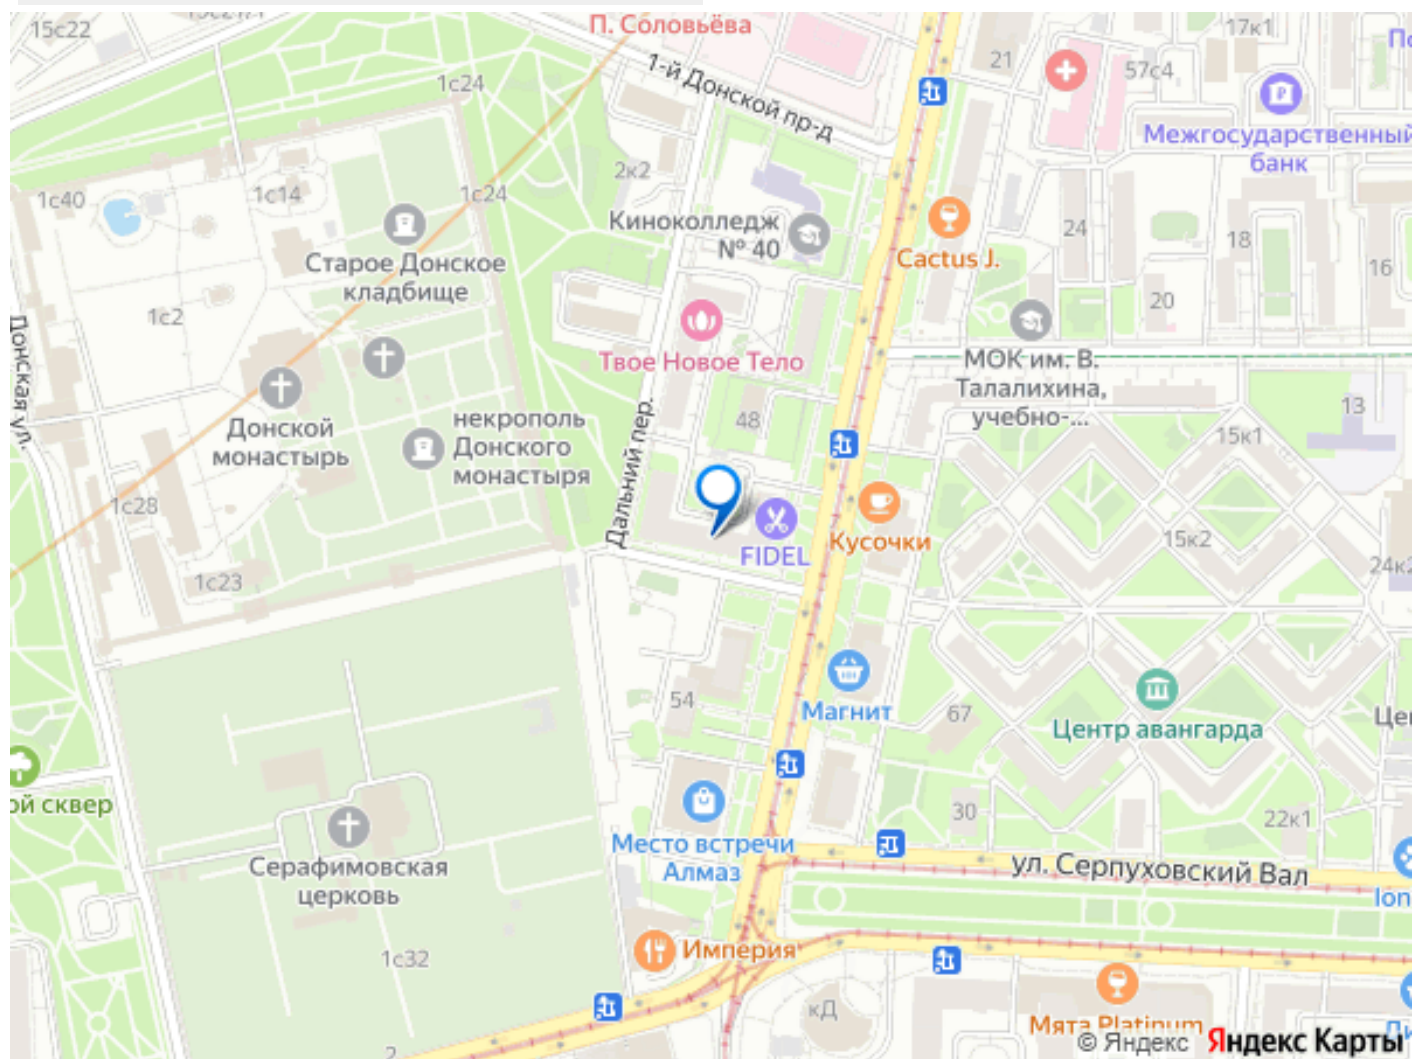 15с22
П. Соловьёва
21
17к1
1-й Донской пр-д
57с4
1с24
Межгосударственный
банк
2к2
1с40
1с14
1с24
Киноколледж
№ 40
24
18
Старое Донское
кладбище
Cactus J.
16
20
1с2
Донская ул.
Твое Новое Тело
МОК им. В.
Талалихина,
учебно-...
Донской
монастырь
некрополь
Донского
монастыря
Дальний пер.
48
13
15к1
1с28
FIDEL
Кусочки
15к2
24к2
1с23
54
Магнит
67
Центр авангарда
ой сквер
Место встречи
Алмаз
30
22к1
Серафимовская
церковь
ул. Серпуховский Вал
Империя
1с32
кД
Мята Platinum
2
© Яндекс Яндекс Карты